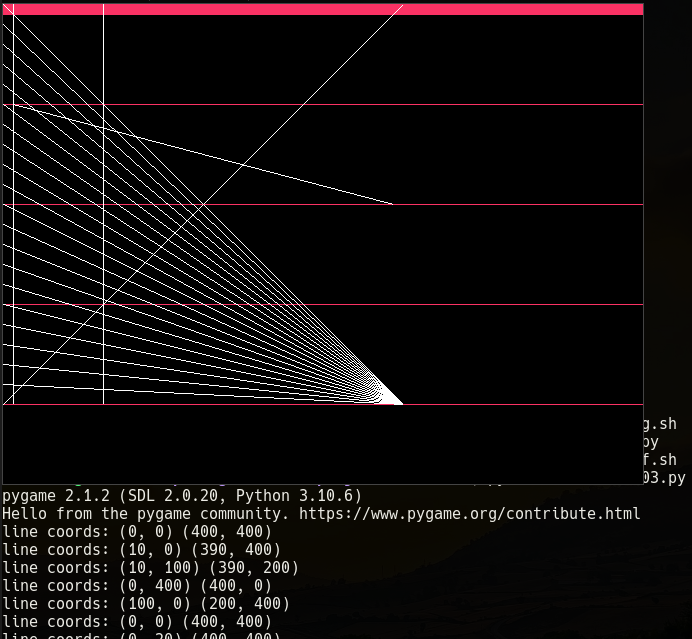 g.sh
py
f.sh
03.py
pygame 2.1.2 (SDL 2.0.20, Python 3.10.6)
Hello from the pygame community. https://www.pygame.org/contribute.html
line coords: (0, 0) (400, 400)
line coords: (10, 0) (390, 400)
line coords: (10, 100) (390, 200)
line coords: (0, 400) (400, 0)
line coords: (100, 0) (200, 400)
line coords: (0, 0) (400, 400)
line coords: (0, 20) (400, 400)